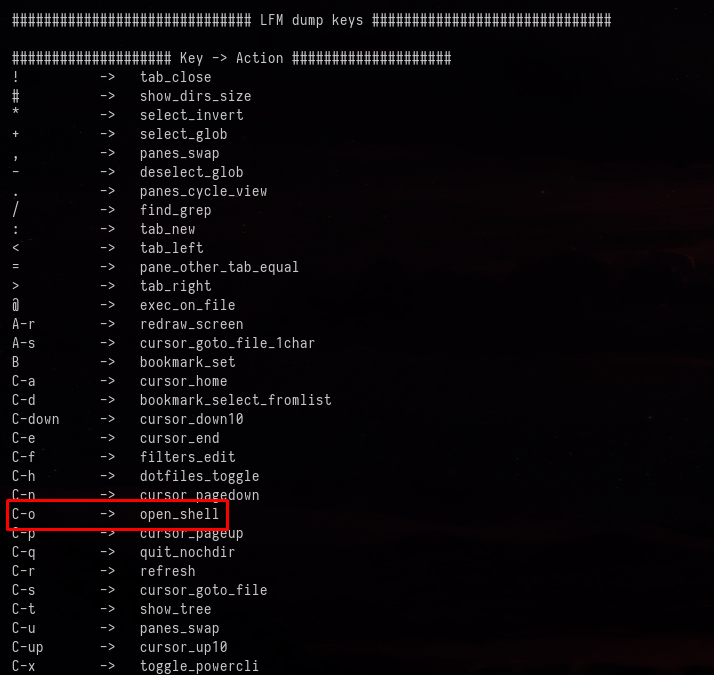 ############################## LFM dump keys ##############################
#################### Key -> Action ####################
! -> tab_close
# -> show_dirs_size
* -> select_invert
+ -> select_glob
, -> panes_swap
- -> deselect_glob
. -> panes_cycle_view
/ -> find_grep
: -> tab_new
< -> tab_left
= -> pane_other_tab_equal
> -> tab_right
@ -> exec_on_file
A-r -> redraw_screen
A-s -> cursor_goto_file_1char
B -> bookmark_set
C-a -> cursor_home
C-d -> bookmark_select_fromlist
C-down -> cursor_down10
C-e -> cursor_end
C-f -> filters_edit
C-h -> dotfiles_toggle
C-n -> cursor_pagedown
C-o -> open_shell
C-p -> cursor_pageup
C-q -> quit_nochdir
C-r -> refresh
C-s -> cursor_goto_file
C-t -> show_tree
C-u -> panes_swap
C-up -> cursor_up10
C-x -> toggle_powercli